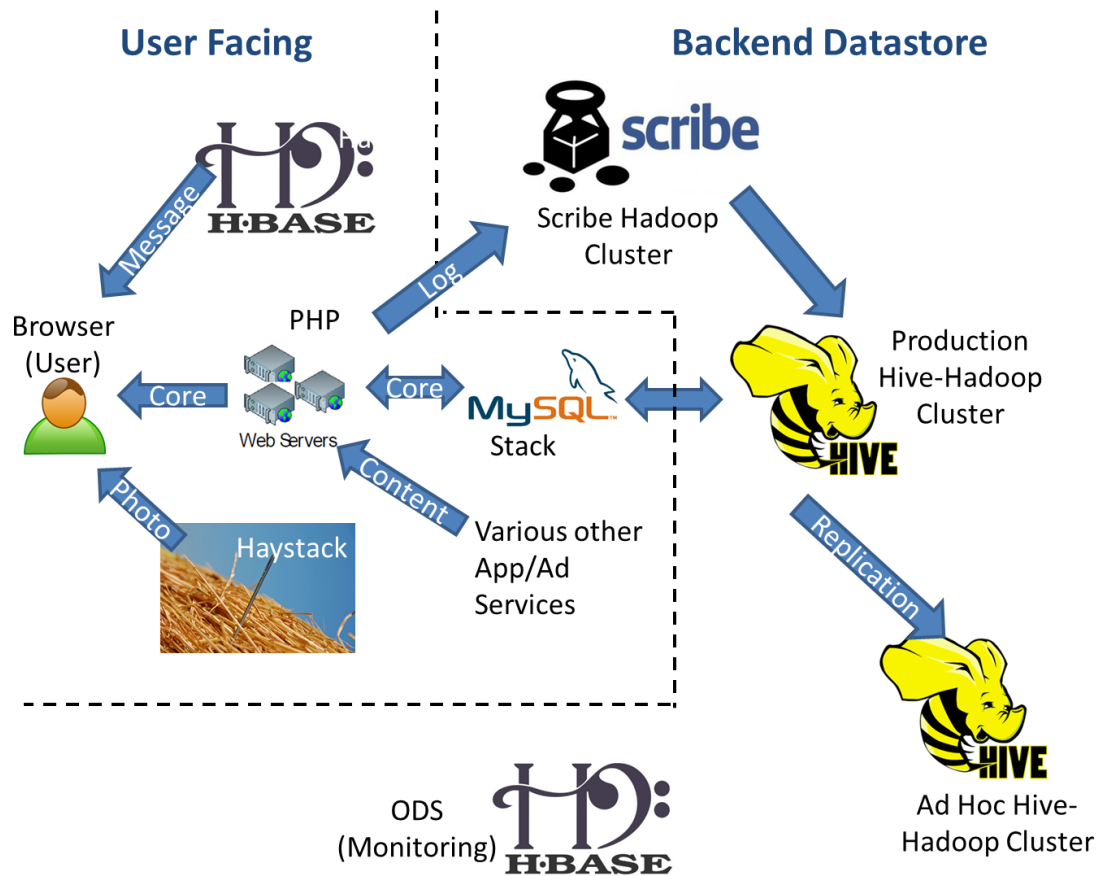 User Facing
Backend Datastore
Ha
H·BASE
scribe
Scribe Hadoop
Cluster
Message
Log
Browser
(User)
PHP
Production
Hive-Hadoop
Cluster
Core
Core
MySQL™
Web Servers
Stack
HIVE
Photo
Content
Haystack
Various other
App/Ad
Services
Replication
HIVE
ODS
(Monitoring)
H·BASE
Ad Hoc Hive-
Hadoop Cluster